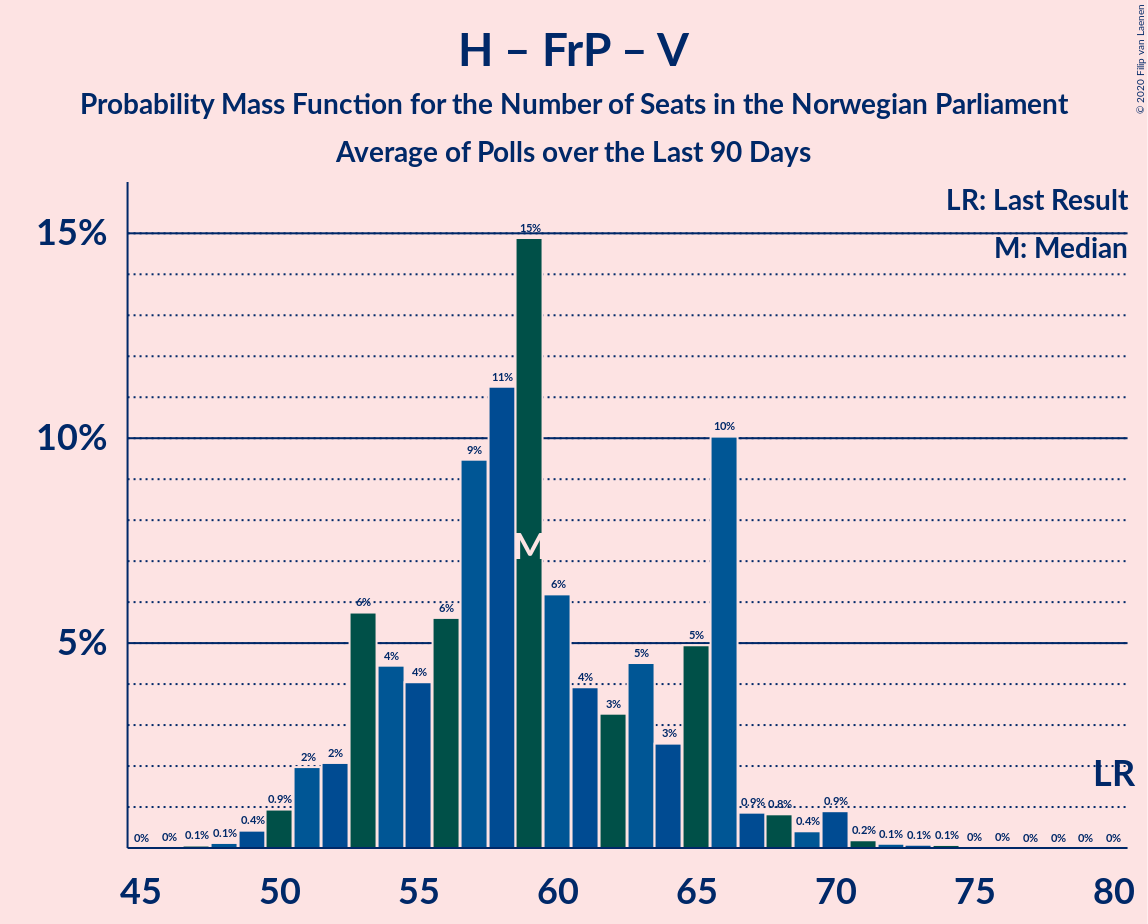 H – FrP – V
Probability Mass Function for the Number of Seats in the Norwegian Parliament
Average of Polls over the Last 90 Days
© 2020 Filip van Laenen
LR: Last Result
M: Median
15%
10%
5%
0% 0% 0.1% 0.1% 0.4% 0.9% 2% 2% 6% 4% 4% 6% 9% 11% 15% 6% 4% 3% 5% 3% 5% 10% 0.9% 0.8% 0.4% 0.9% 0.2% 0.1% 0.1% 0.1% 0% 0% 0% 0% 0% 0%
M
LR
45 50 55 60 65 70 75 80